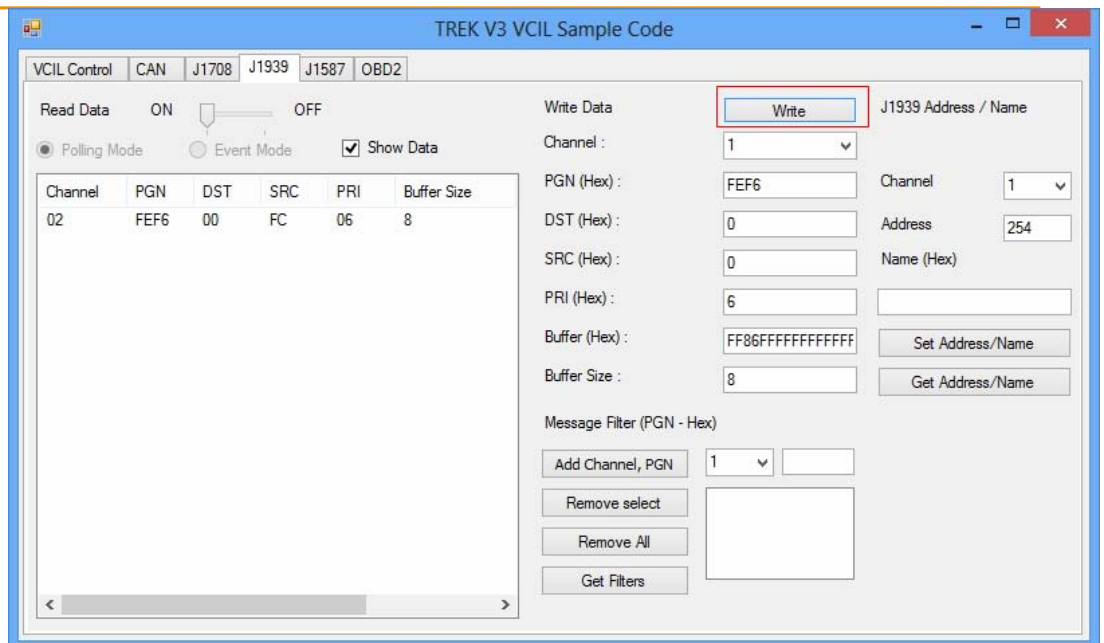 TREK V3 VCIL Sample Code
VCIL Control CAN J1708 J1939 J1587 OBD2
Read Data ON OFF
Polling Mode Event Mode Show Data
Channel PGN DST SRC PRI Buffer Size
02 FEF6 00 FC 06 8
Write Data Write
Channel : 1
PGN (Hex) : FEF6
DST (Hex) : 0
SRC (Hex) : 0
PRI (Hex) : 6
Buffer (Hex) : FF86FFFFFFFFFFFF
Buffer Size : 8
Message Filter (PGN - Hex)
Add Channel, PGN 1
Remove select
Remove All
Get Filters
J1939 Address / Name
Channel 1
Address 254
Name (Hex)
Set Address/Name
Get Address/Name